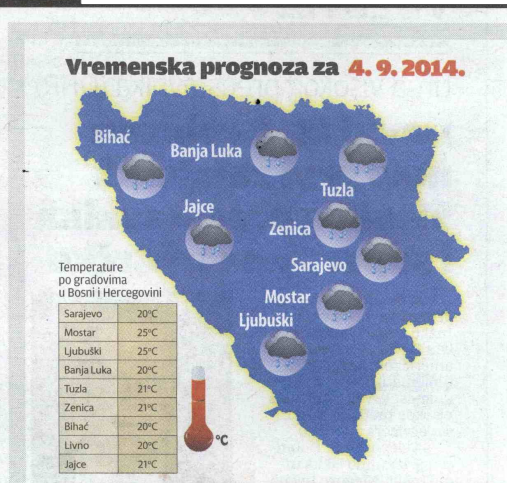 Vremenska prognoza za 4. 9. 2014.
Bihać
Banja Luka
Tuzla
Jajce
Zenica
Sarajevo
Mostar
Ljubuški
Temperature
po gradovima
u Bosni i Hercegovini
Sarajevo 20°C
Mostar 25°C
Ljubuški 25°C
Banja Luka 20°C
Tuzla 21°C
Zenica 21°C
Bihać 20°C
Livno 20°C
Jajce 21°C
°C